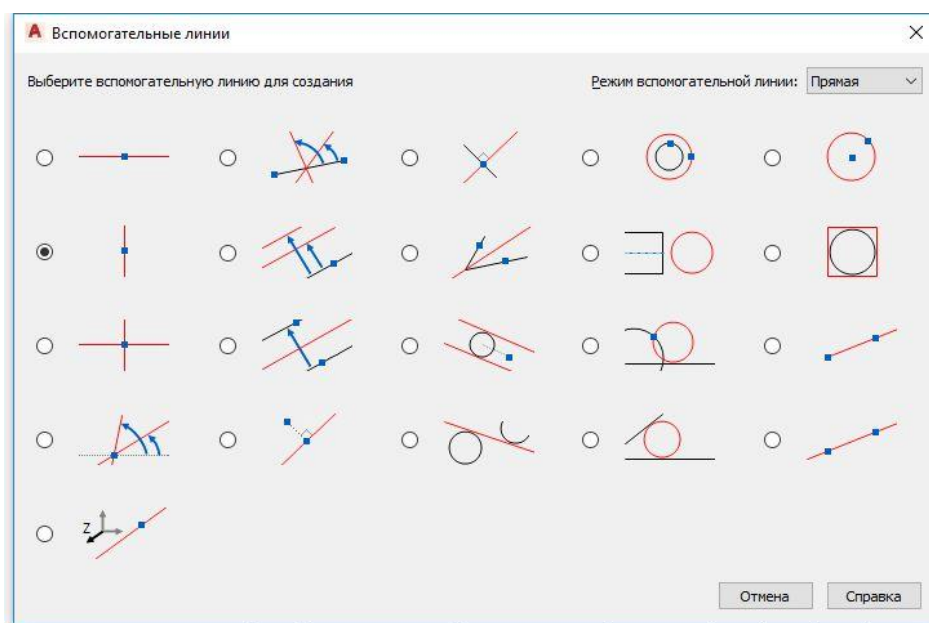 A Вспомогательные линии
Выберите вспомогательную линию для создания
Режим вспомогательной линии: Прямая
Z
Отмена Справка